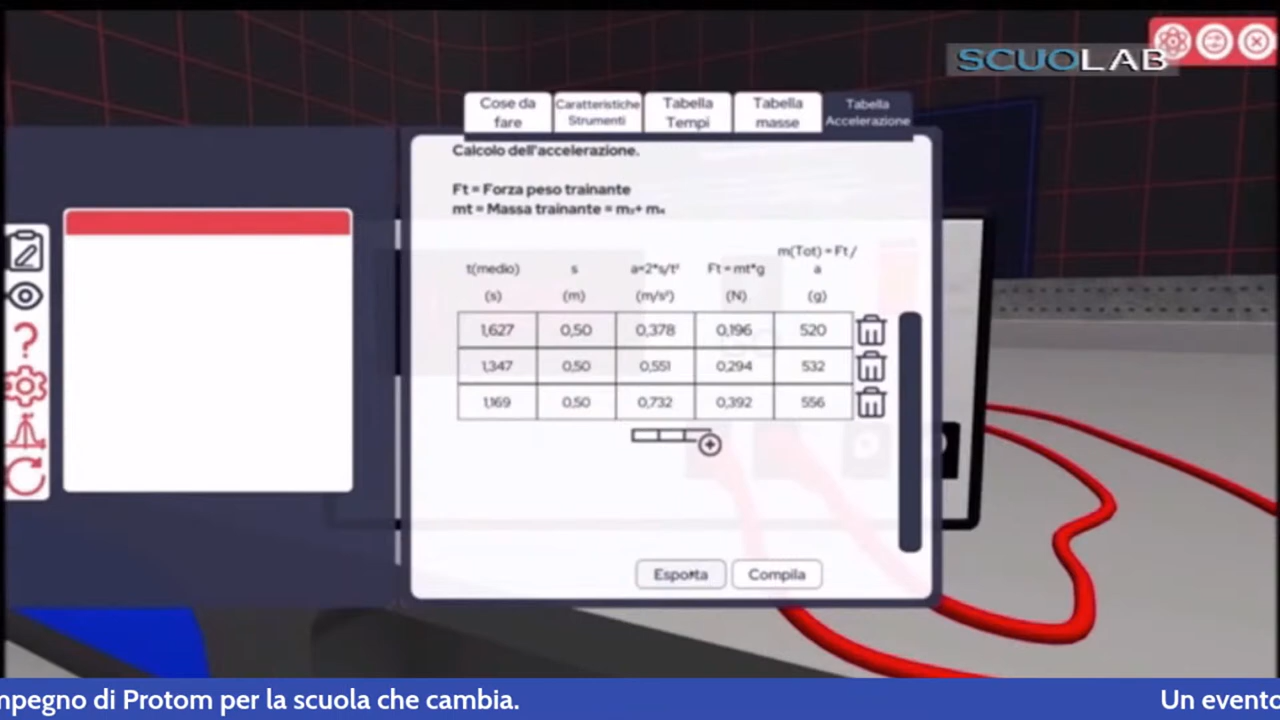 SCUOLAB
Cose da
fare
Caratteristiche
Strumenti
Tabella
Tempi
Tabella
masse
Tabella
Accelerazione
Calcolo dell'accelerazione.
Ft = Forza peso trainante
mt = Massa trainante = m₃+ m₄
t(medio) s a=2*s/t² Ft = mt*g m(Tot) = Ft / a
(s) (m) (m/s²) (N) (g)
1,627 0,50 0,378 0,196 520
1,347 0,50 0,551 0,294 532
1,169 0,50 0,732 0,392 556
Esporta Compila
mpegno di Protom per la scuola che cambia. Un evento